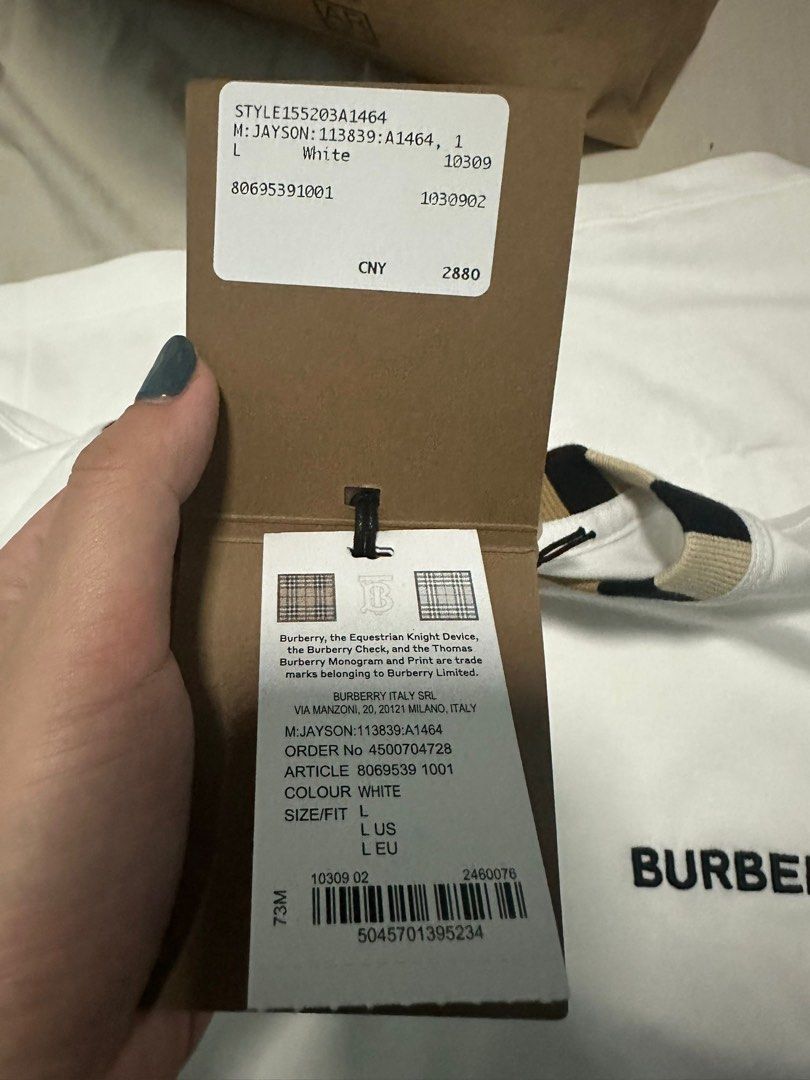 STYLE155203A1464
M:JAYSON:113839:A1464, 1
L White 10309
80695391001 1030902
CNY 2880
Burberry, the Equestrian Knight Device,
the Burberry Check, and the Thomas
Burberry Monogram and Print are trade
marks belonging to Burberry Limited.
BURBERRY ITALY SRL
VIA MANZONI, 20, 20121 MILANO, ITALY
M:JAYSON:113839:A1464
ORDER No 4500704728
ARTICLE 8069539 1001
COLOUR WHITE
SIZE/FIT L
L US
L EU
10309 02 2460076
73M
5045701395234
BURBE